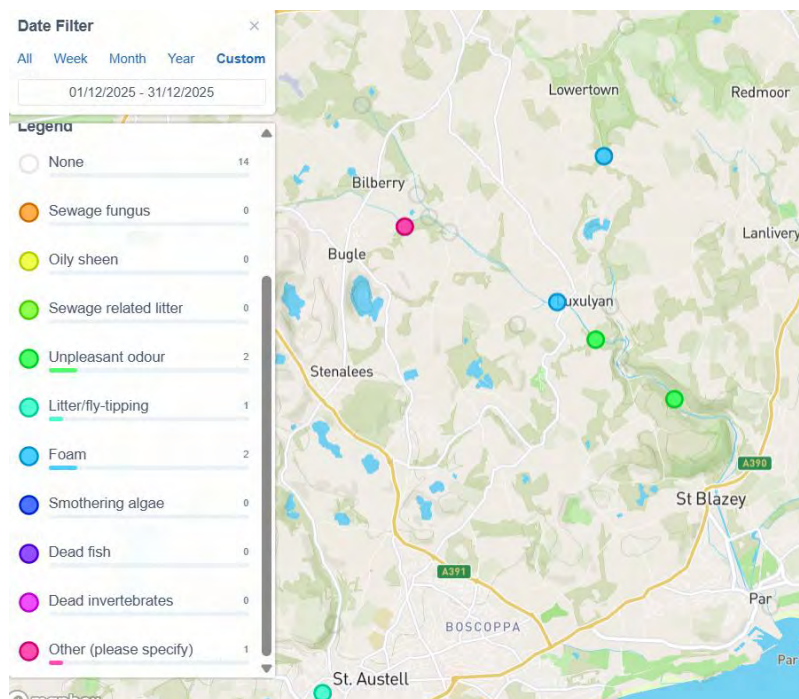 Date Filter ×
All Week Month Year Custom
01/12/2025 - 31/12/2025
Legend
None 14
Sewage fungus 0
Oily sheen 0
Sewage related litter 0
Unpleasant odour 2
Litter/fly-tipping 1
Foam 2
Smothering algae 0
Dead fish 0
Dead invertebrates 0
Other (please specify) 1
Lowertown
Redmoor
Bilberry
Lanlivery
Bugle
uxulyan
Stenalees
A390
St Blazey
A391
Par
BOSCOPPA
Par
St. Austell